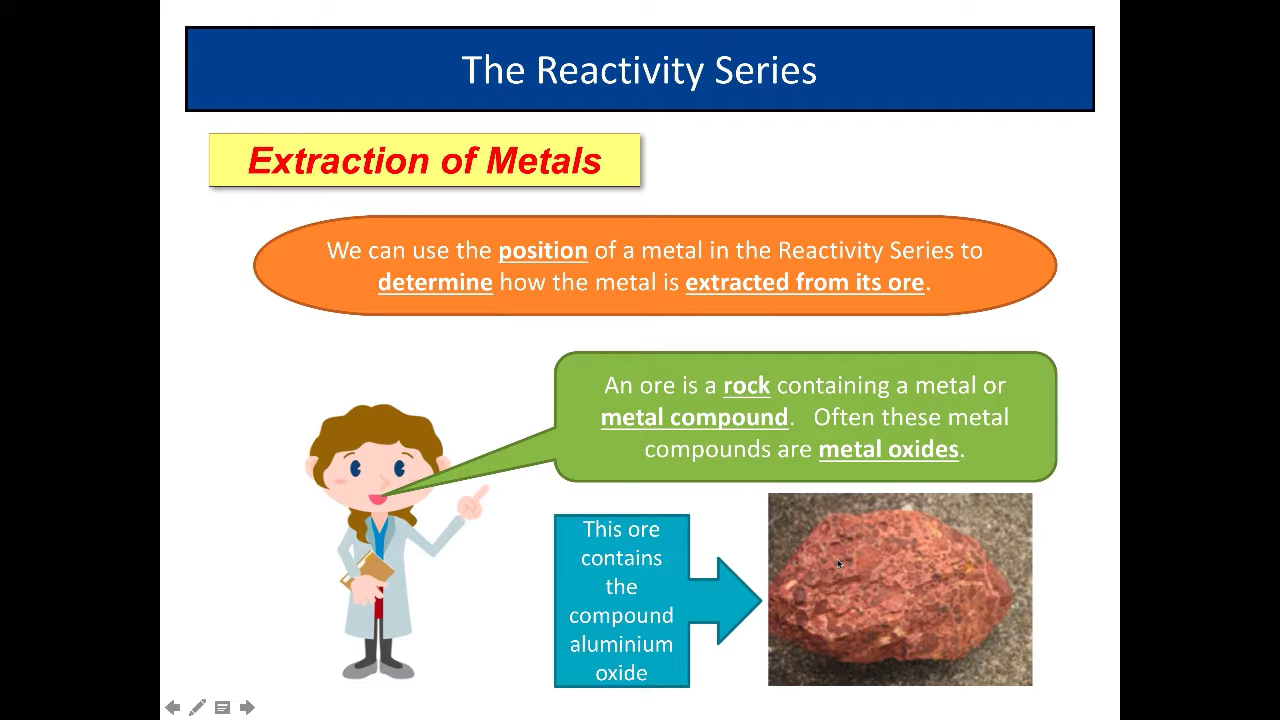 The Reactivity Series
Extraction of Metals
We can use the position of a metal in the Reactivity Series to
determine how the metal is extracted from its ore.
An ore is a rock containing a metal or
metal compound. Often these metal
compounds are metal oxides.
This ore
contains
the
compound
aluminium
oxide